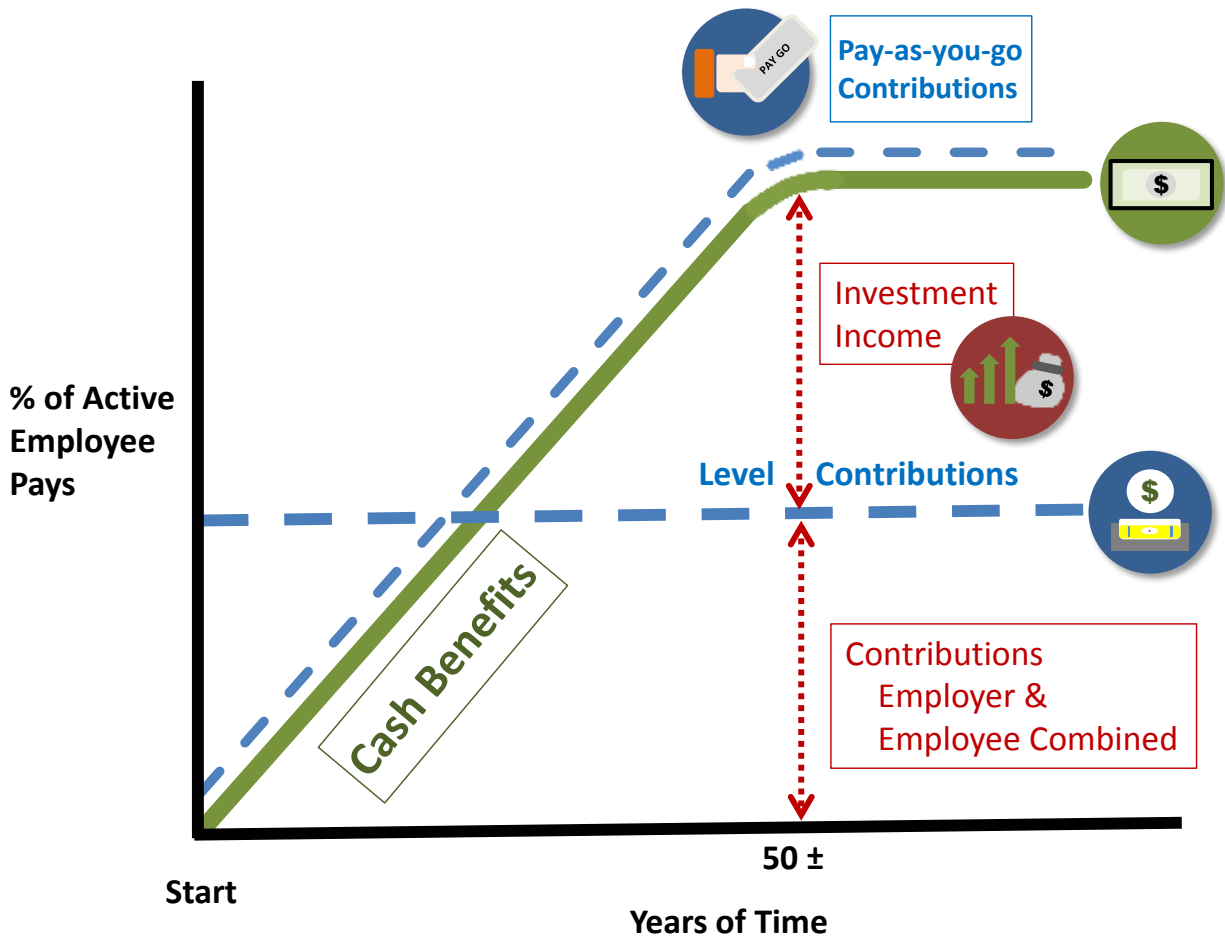 PAY GO
Pay-as-you-go
Contributions
$
Investment
Income
$
% of Active
Employee
Pays
Level Contributions
$
Cash Benefits
Contributions
Employer &
Employee Combined
50 ±
Start
Years of Time